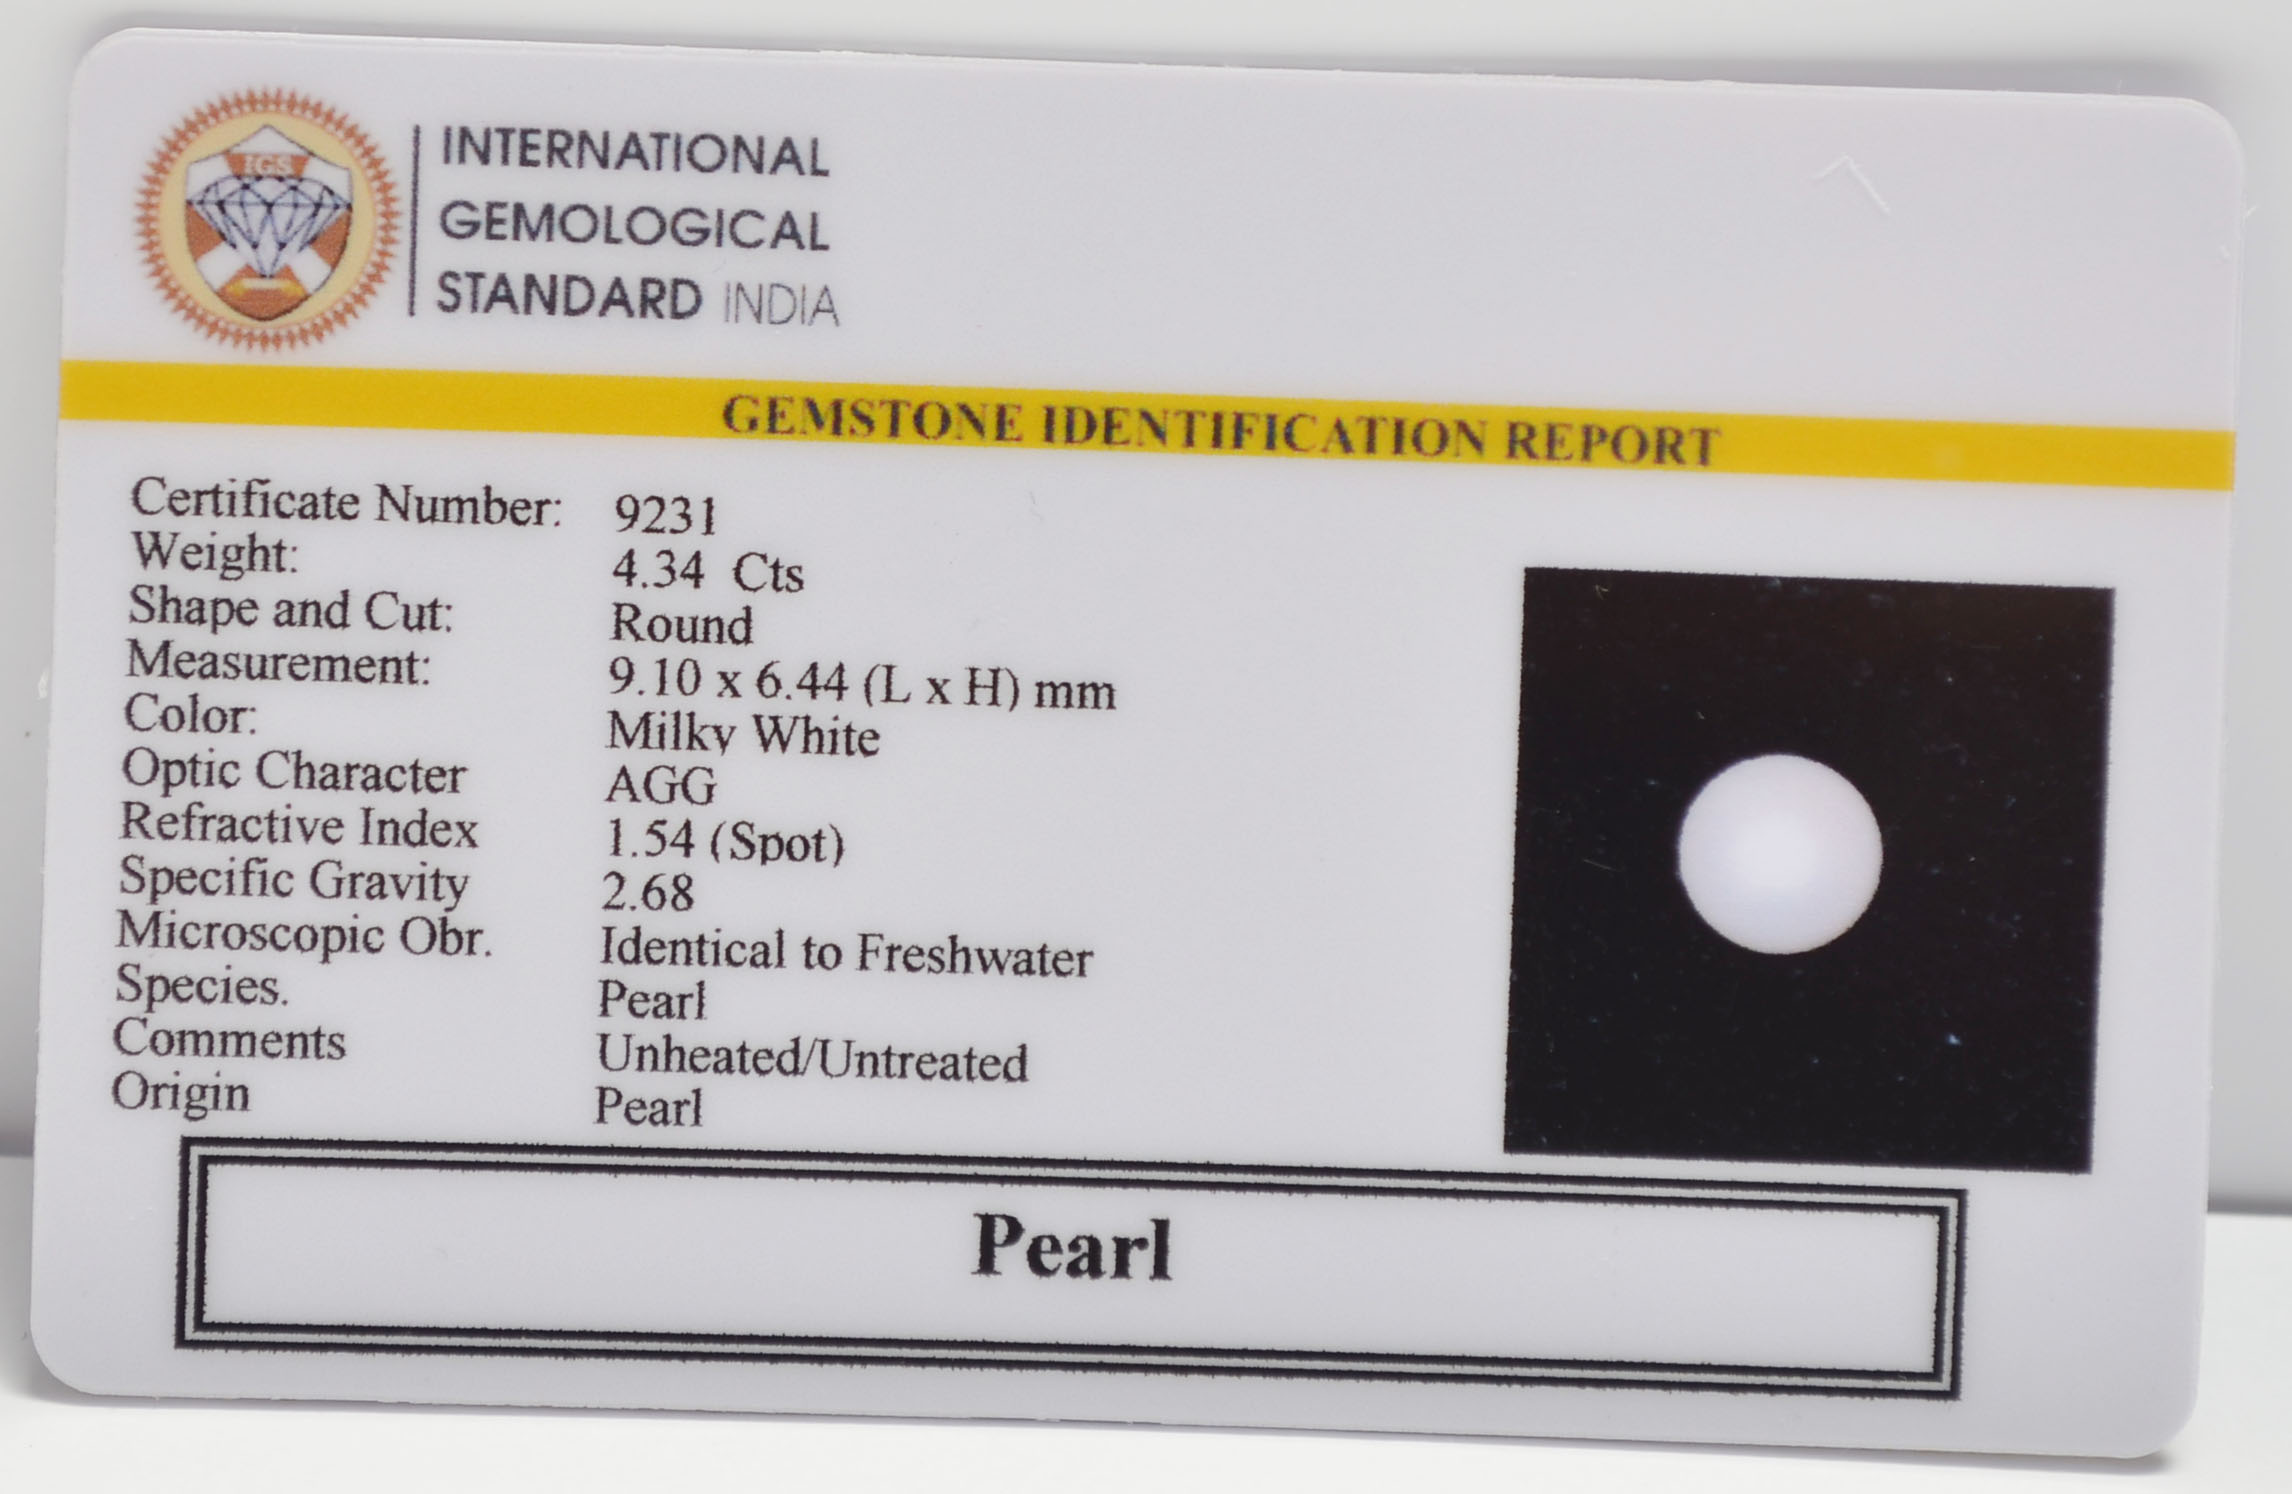 IGS
INTERNATIONAL
GEMOLOGICAL
STANDARD INDIA
GEMSTONE IDENTIFICATION REPORT
Certificate Number: 9231
Weight: 4.34 Cts
Shape and Cut: Round
Measurement: 9.10 x 6.44 (L x H) mm
Color: Milky White
Optic Character AGG
Refractive Index 1.54 (Spot)
Specific Gravity 2.68
Microscopic Obr. Identical to Freshwater
Species. Pearl
Comments Unheated/Untreated
Origin Pearl
Pearl